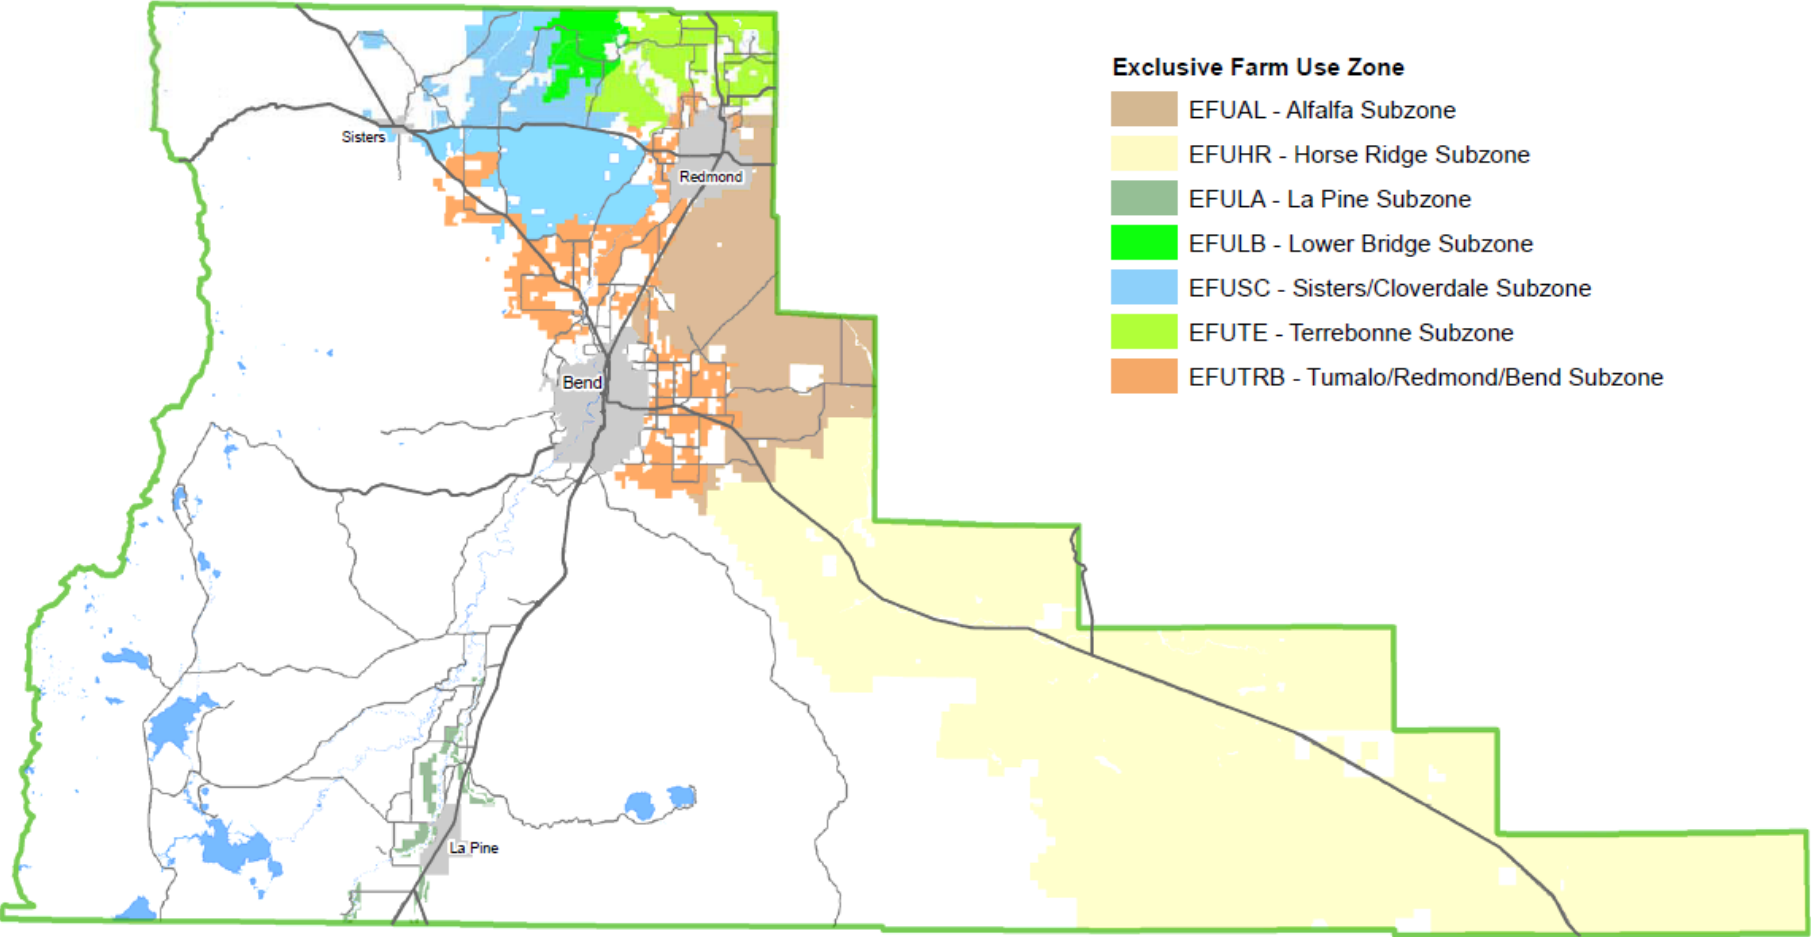 Exclusive Farm Use Zone
EFUAL - Alfalfa Subzone
EFUHR - Horse Ridge Subzone
EFULA - La Pine Subzone
EFULB - Lower Bridge Subzone
EFUSC - Sisters/Cloverdale Subzone
EFUTE - Terrebonne Subzone
EFUTRB - Tumalo/Redmond/Bend Subzone
Sisters
Redmond
Bend
La Pine